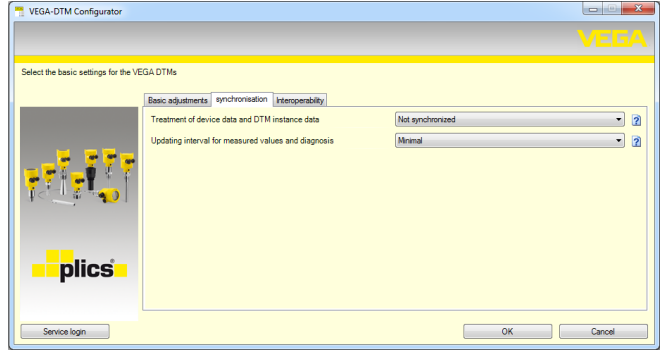 VEGA-DTM Configurator
VEGA
Select the basic settings for the VEGA DTMs
Basic adjustments synchronisation Interoperability
Treatment of device data and DTM instance data Not synchronized ?
Updating interval for measured values and diagnosis Minimal ?
plics
Service login OK Cancel